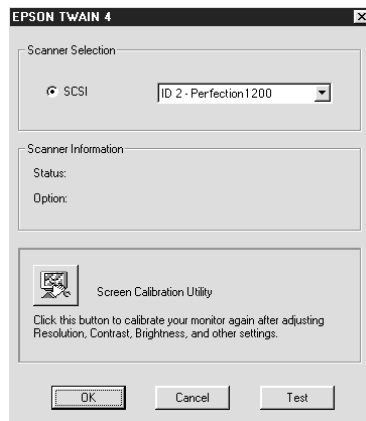 EPSON TWAIN 4
Scanner Selection
SCSI
ID 2 - Perfection1200
Scanner Information
Status:
Option:
Screen Calibration Utility
Click this button to calibrate your monitor again after adjusting
Resolution, Contrast, Brightness, and other settings.
OK Cancel Test